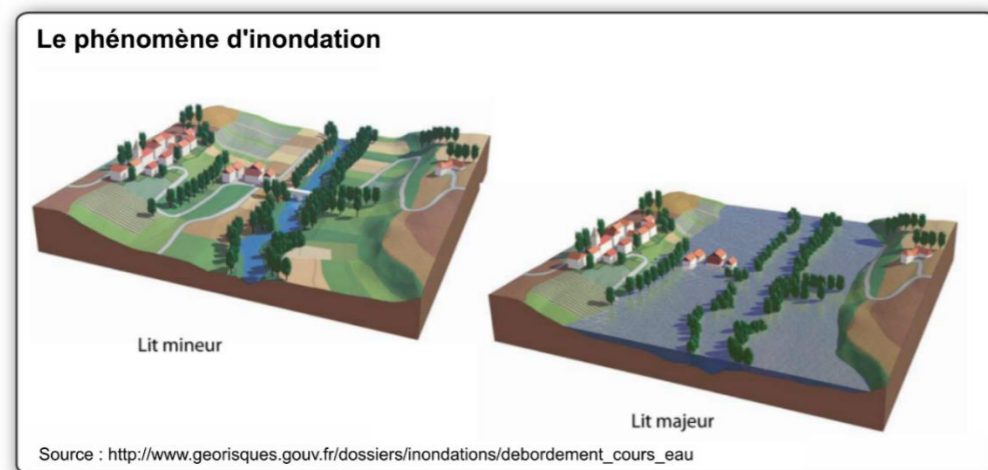 Le phénomène d'inondation
Lit mineur
Lit majeur
Source : http://www.georisques.gouv.fr/dossiers/inondations/debordement_cours_eau